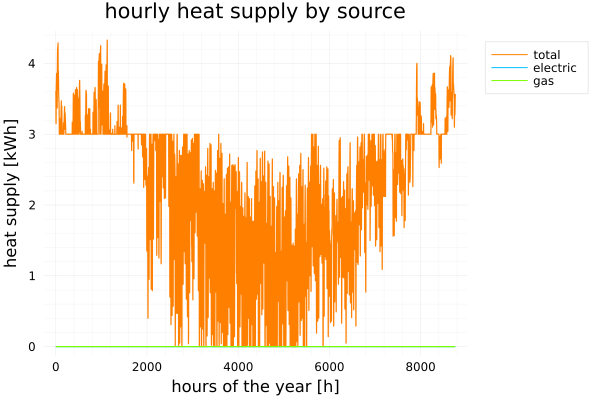 hourly heat supply by source
total
electric
gas
heat supply [kWh]
4
3
2
1
0
0 2000 4000 6000 8000
hours of the year [h]